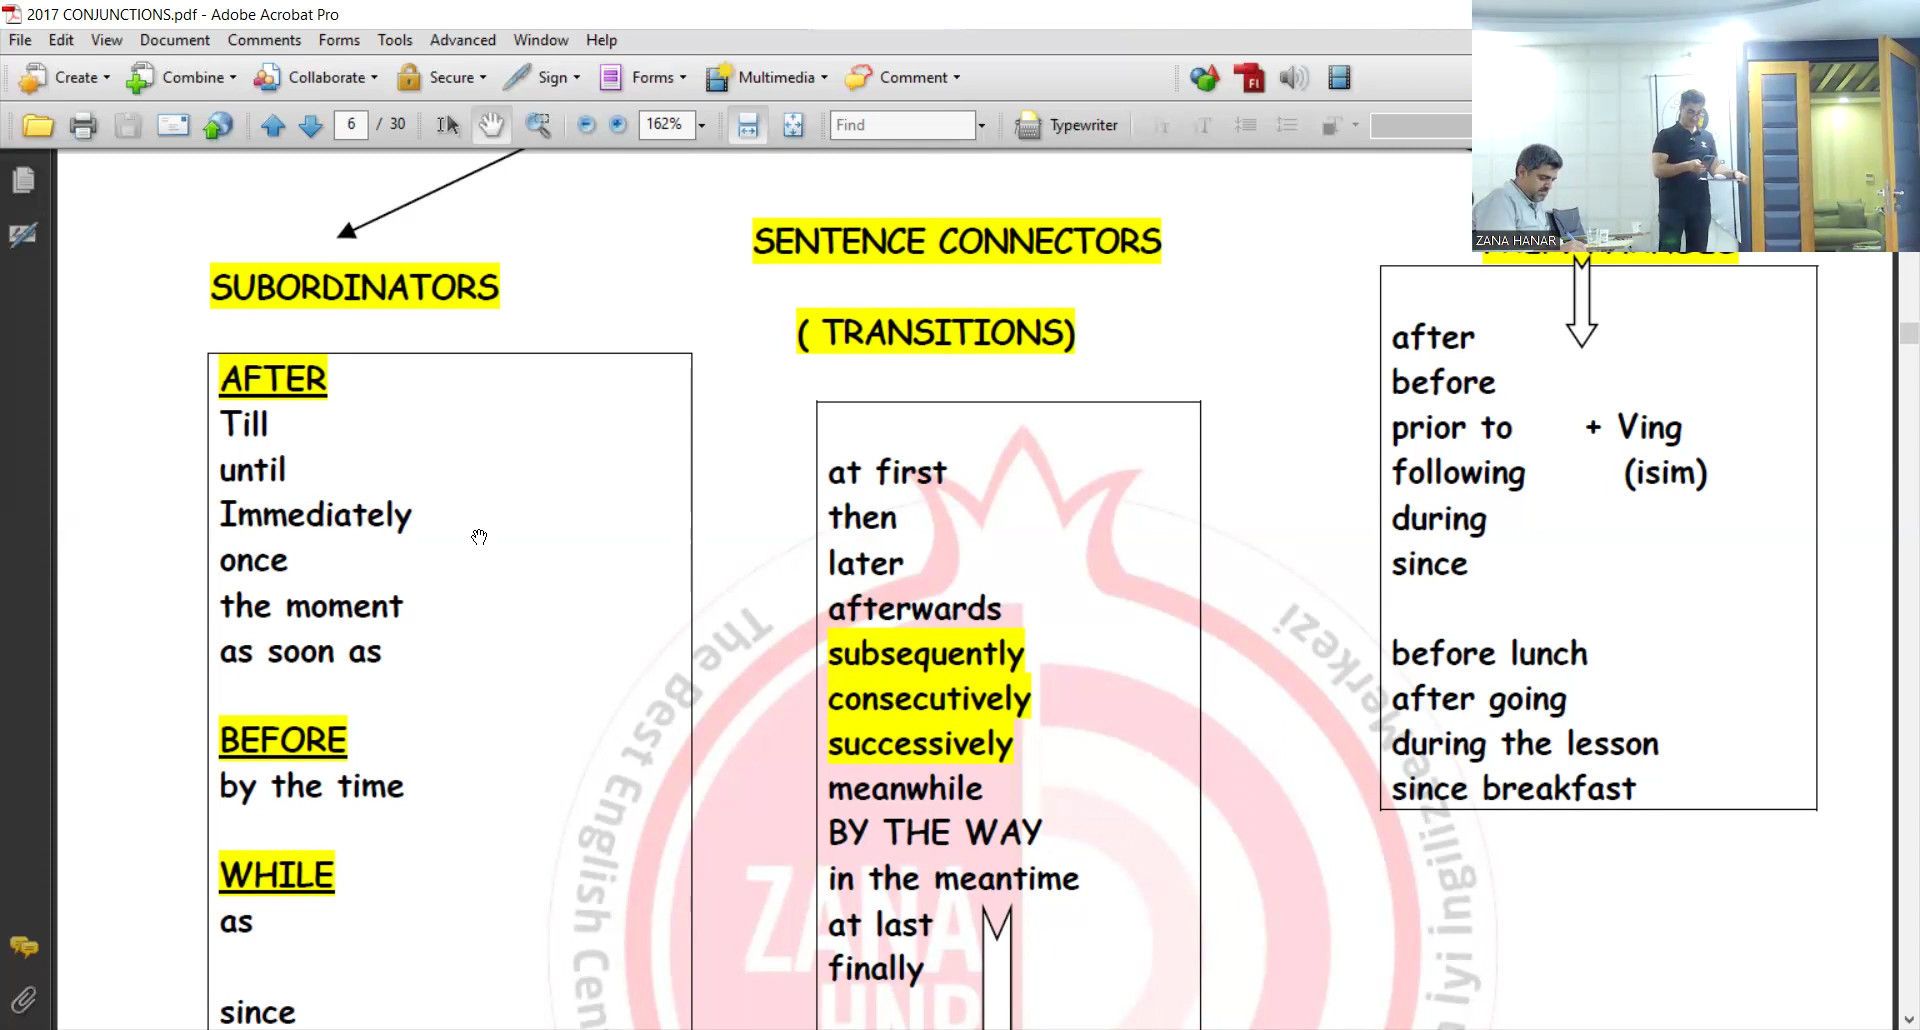 2017 CONJUNCTIONS.pdf - Adobe Acrobat Pro
File Edit View Document Comments Forms Tools Advanced Window Help
Create Combine Collaborate Secure Sign Forms Multimedia Comment
6 / 30 162% Find Typewriter
ZANA HANAR
SENTENCE CONNECTORS
( TRANSITIONS)
SUBORDINATORS
AFTER
Till
until
Immediately
once
the moment
as soon as
BEFORE
by the time
WHILE
as
since
at first
then
later
afterwards
subsequently
consecutively
successively
meanwhile
BY THE WAY
in the meantime
at last
finally
after
before
prior to + Ving
following (isim)
during
since
before lunch
after going
during the lesson
since breakfast
The Best English Cen
ZANA
İyi İngilizce Merkezi